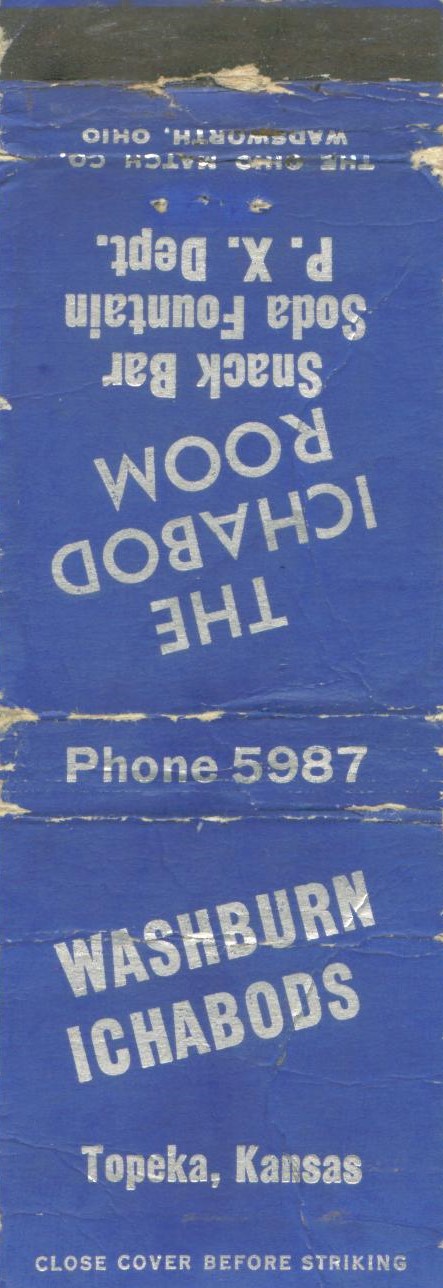 THE
ICHABOD
ROOM
Snack Bar
Soda Fountain
P. X. Dept.
THE OHIO MATCH CO.
WADSWORTH, OHIO
Phone 5987
WASHBURN
ICHABODS
Topeka, Kansas
CLOSE COVER BEFORE STRIKING